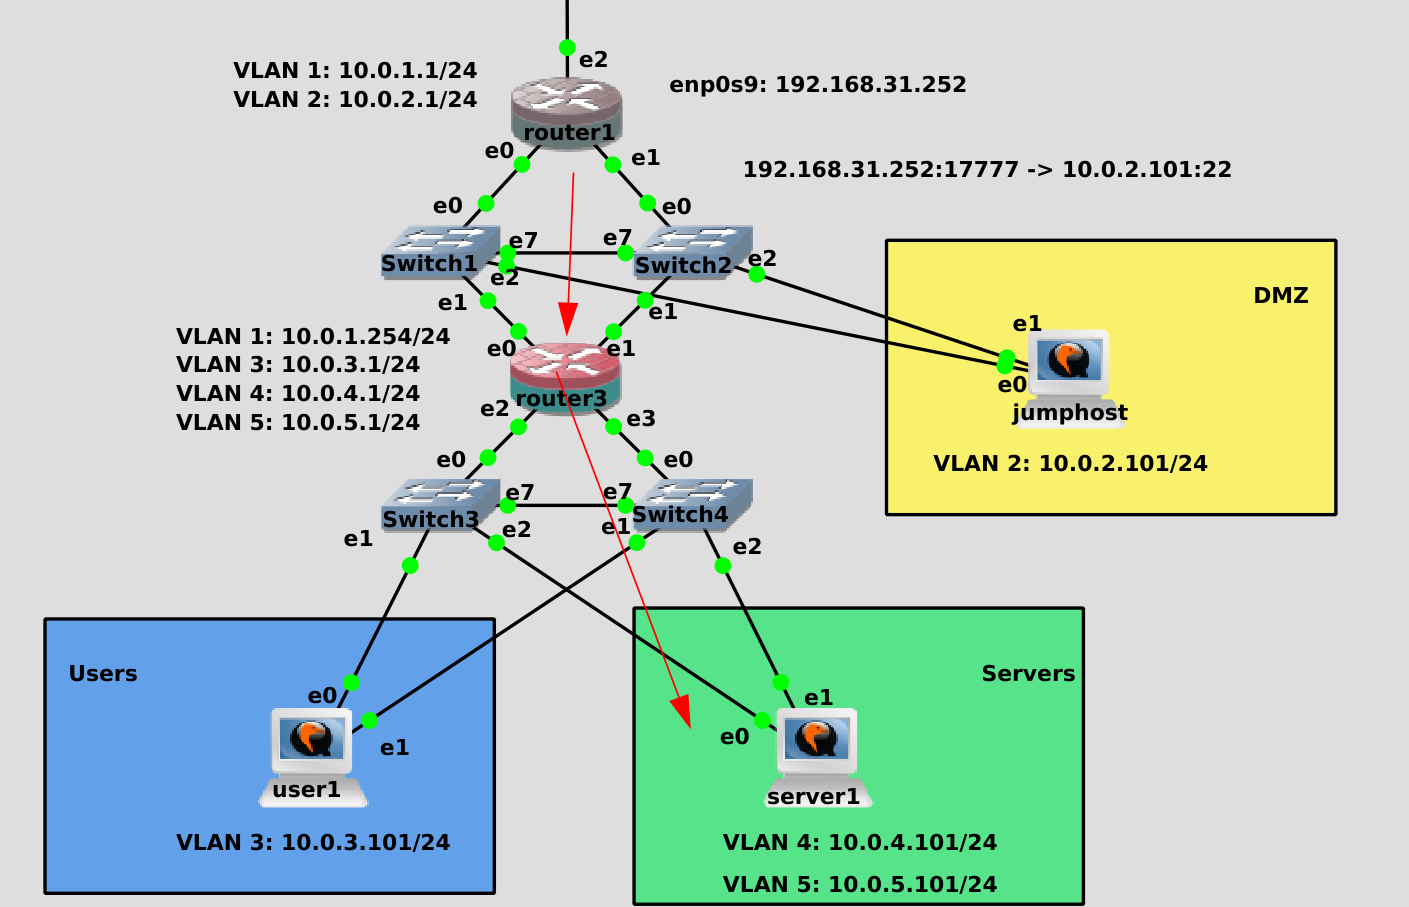 e2
VLAN 1: 10.0.1.1/24
VLAN 2: 10.0.2.1/24
enp0s9: 192.168.31.252
router1
e0
e1
192.168.31.252:17777 -> 10.0.2.101:22
e0
e0
e7
e7
Switch1
Switch2
e2
e2
e1
e1
DMZ
e1
e0
jumphost
VLAN 2: 10.0.2.101/24
VLAN 1: 10.0.1.254/24
VLAN 3: 10.0.3.1/24
VLAN 4: 10.0.4.1/24
VLAN 5: 10.0.5.1/24
e0
e1
router3
e2
e3
e0
e0
e7
e7
Switch3
Switch4
e1
e2
e1
e2
Users
e0
e1
user1
VLAN 3: 10.0.3.101/24
Servers
e1
e0
server1
VLAN 4: 10.0.4.101/24
VLAN 5: 10.0.5.101/24